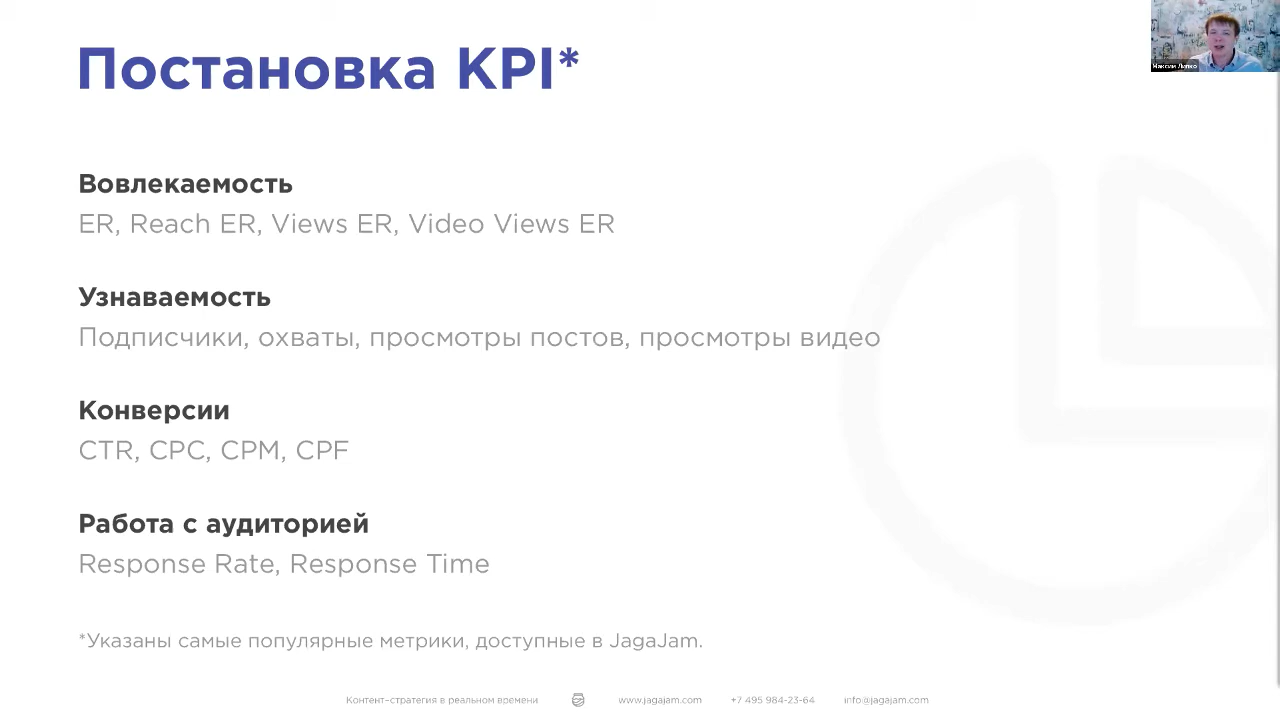 Постановка KPI*
Максим Липко
Вовлекаемость
ER, Reach ER, Views ER, Video Views ER
Узнаваемость
Подписчики, охваты, просмотры постов, просмотры видео
Конверсии
CTR, CPC, CPM, CPF
Работа с аудиторией
Response Rate, Response Time
*Указаны самые популярные метрики, доступные в JagaJam.
Контент-стратегия в реальном времени www.jagajam.com +7 495 984-23-64 info@jagajam.com